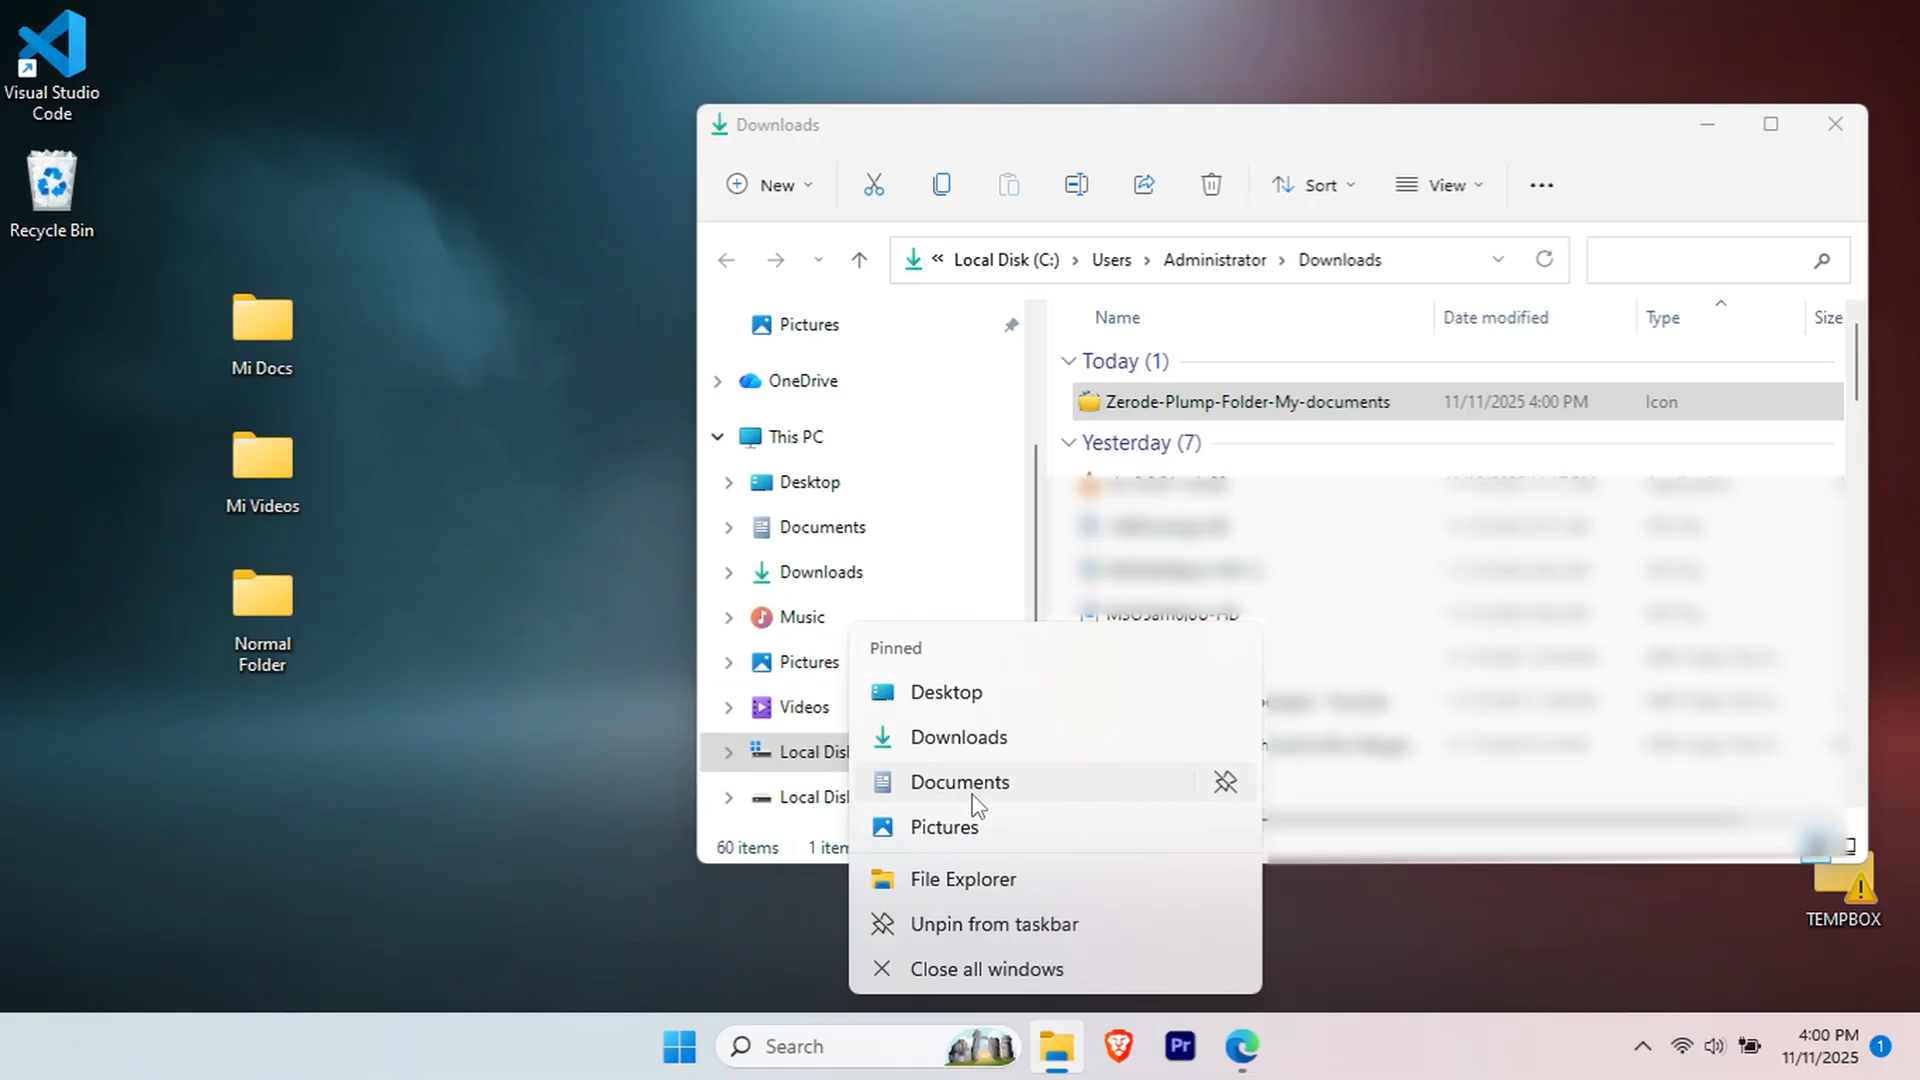 Visual Studio
Code
Recycle Bin
Mi Docs
Mi Videos
Normal
Folder
Downloads
New
Sort
View
Local Disk (C:) › Users › Administrator › Downloads
Pictures
OneDrive
This PC
Desktop
Documents
Downloads
Music
Pictures
Videos
Local Disk
Local Disk
60 items 1 item
Name Date modified Type Size
Today (1)
Zerode-Plump-Folder-My-documents 11/11/2025 4:00 PM Icon
Yesterday (7)
Pinned
Desktop
Downloads
Documents
Pictures
File Explorer
Unpin from taskbar
Close all windows
TEMPBOX
Search
Pr
4:00 PM
11/11/2025
1